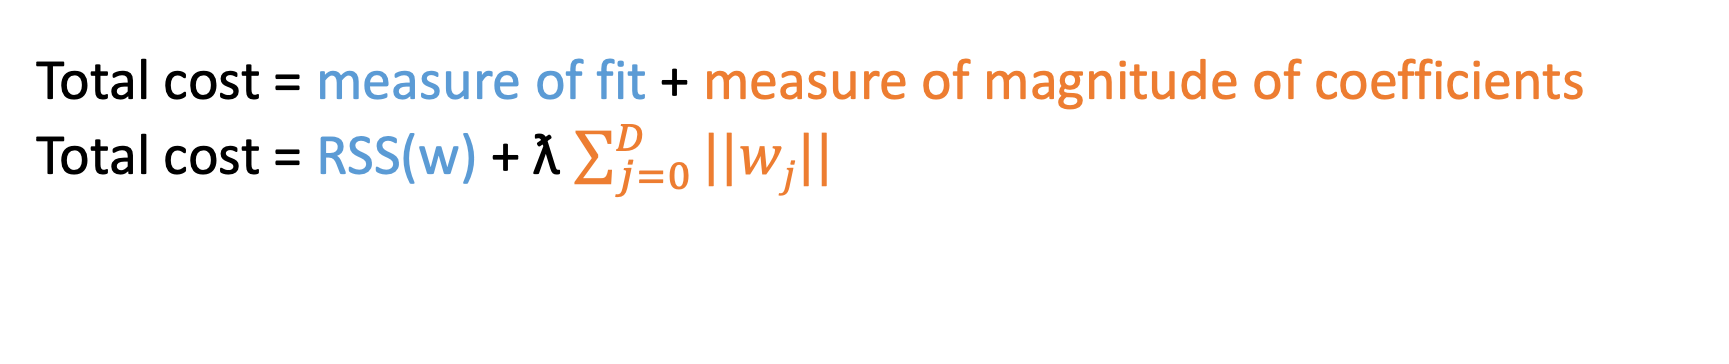 Total cost = measure of fit + measure of magnitude of coefficients
Total cost = RSS(w) + ƛ ∑_{j=0}^{D} ||w_j||